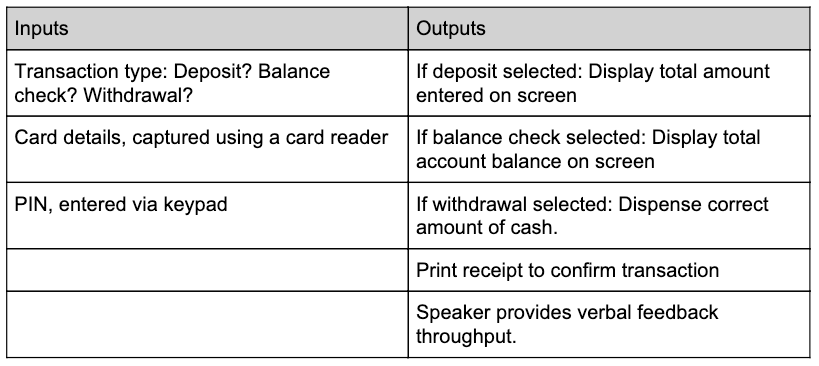 Inputs
Outputs
Transaction type: Deposit? Balance
check? Withdrawal?
If deposit selected: Display total amount
entered on screen
Card details, captured using a card reader
If balance check selected: Display total
account balance on screen
PIN, entered via keypad
If withdrawal selected: Dispense correct
amount of cash.
Print receipt to confirm transaction
Speaker provides verbal feedback
throughput.